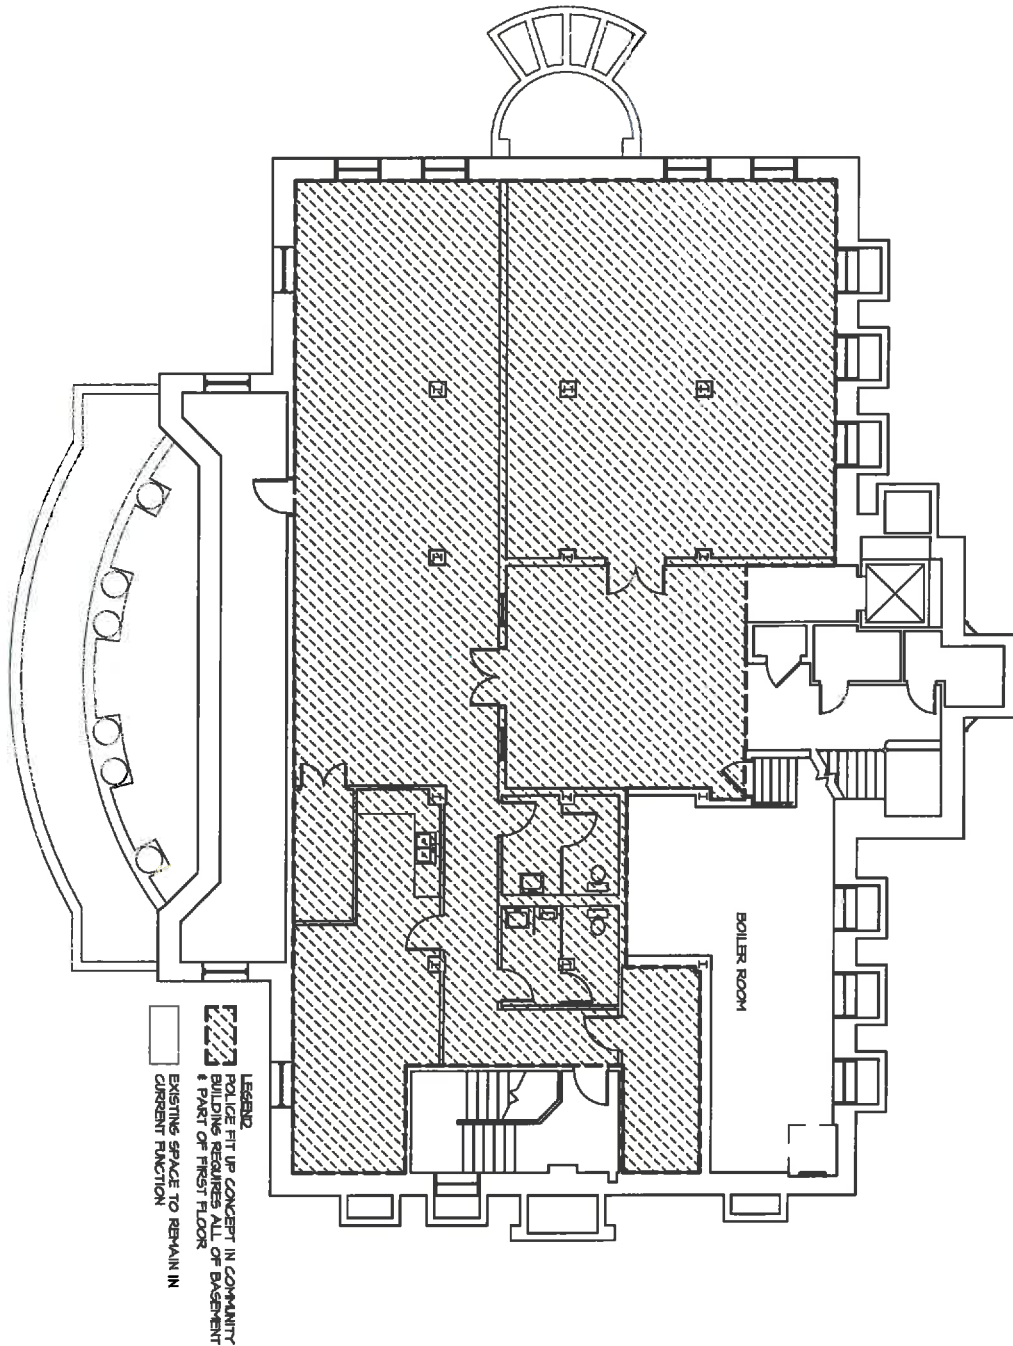 BOILER ROOM
LEGEND
POLICE FIT UP CONCEPT IN COMMUNITY
BUILDING REQUIRES ALL OF BASEMENT
& PART OF FIRST FLOOR
EXISTING SPACE TO REMAIN IN
CURRENT FUNCTION